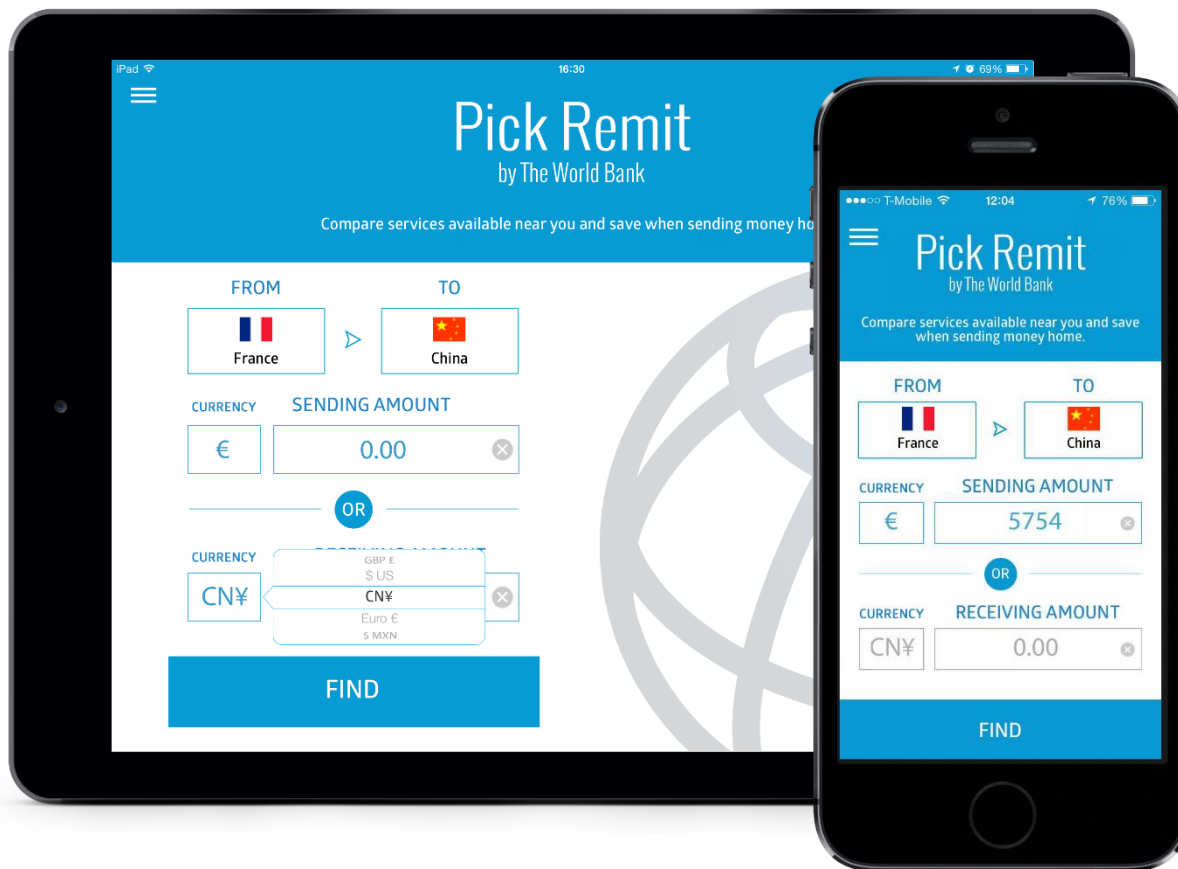 iPad
16:30
69%
Pick Remit
by The World Bank
Compare services available near you and save when sending money
FROM
TO
France
China
CURRENCY
SENDING AMOUNT
€
0.00
OR
CURRENCY
RECEIVING AMOUNT
CN¥
GBP £
$ US
CN¥
Euro €
$ MXN
FIND
T-Mobile
12:04
76%
Pick Remit
by The World Bank
Compare services available near you and save
when sending money home.
FROM
TO
France
China
CURRENCY
SENDING AMOUNT
€
5754
OR
CURRENCY
RECEIVING AMOUNT
CN¥
0.00
FIND